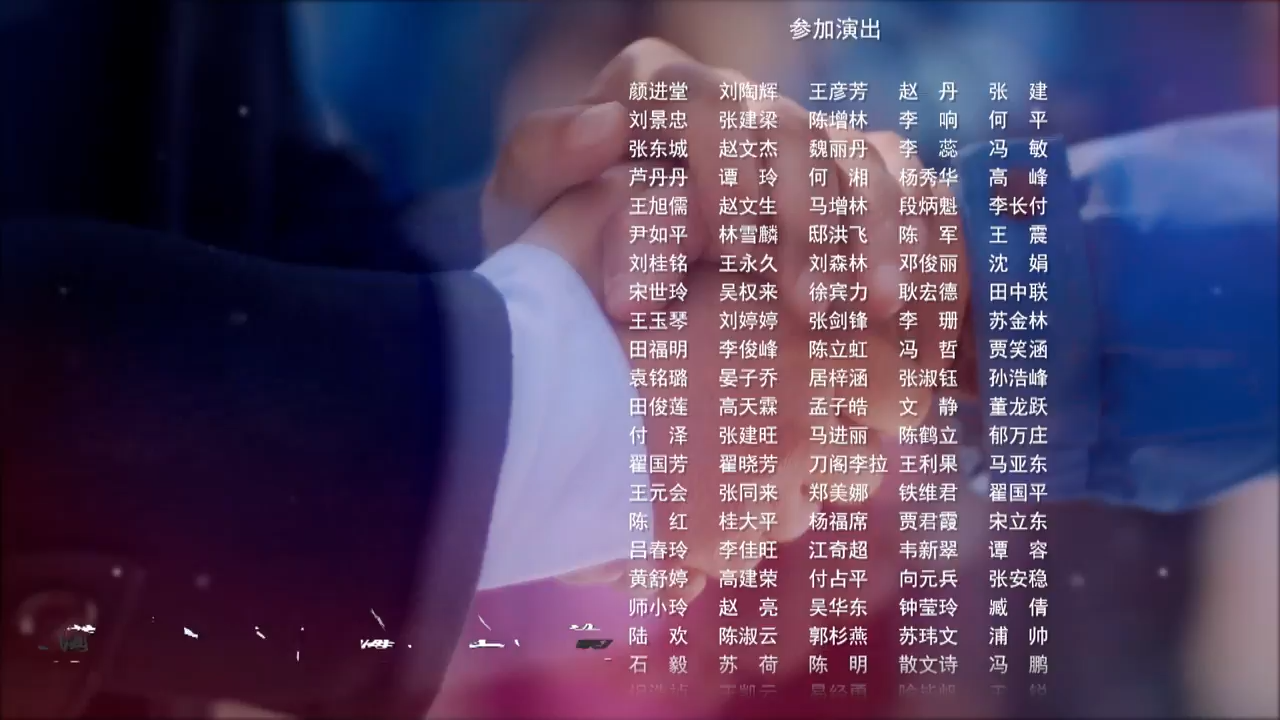 参加演出
颜进堂 刘陶辉 王彦芳 赵 丹 张 建
刘景忠 张建梁 陈增林 李 响 何 平
张东城 赵文杰 魏丽丹 李 蕊 冯 敏
芦丹丹 谭 玲 何 湘 杨秀华 高 峰
王旭儒 赵文生 马增林 段炳魁 李长付
尹如平 林雪麟 邸洪飞 陈 军 王 震
刘桂铭 王永久 刘森林 邓俊丽 沈 娟
宋世玲 吴权来 徐宾力 耿宏德 田中联
王玉琴 刘婷婷 张剑锋 李 珊 苏金林
田福明 李俊峰 陈立虹 冯 哲 贾笑涵
袁铭璐 晏子乔 居梓涵 张淑钰 孙浩峰
田俊莲 高天霖 孟子皓 文 静 董龙跃
付 泽 张建旺 马进丽 陈鹤立 郁万庄
翟国芳 翟晓芳 刀阁李拉 王利果 马亚东
王元会 张同来 郑美娜 铁维君 翟国平
陈 红 桂大平 杨福席 贾君霞 宋立东
吕春玲 李佳旺 江奇超 韦新翠 谭 容
黄舒婷 高建荣 付占平 向元兵 张安稳
师小玲 赵 亮 吴华东 钟莹玲 臧 倩
陆 欢 陈淑云 郭杉燕 苏玮文 浦 帅
石 毅 苏 荷 陈 明 散文诗 冯 鹏